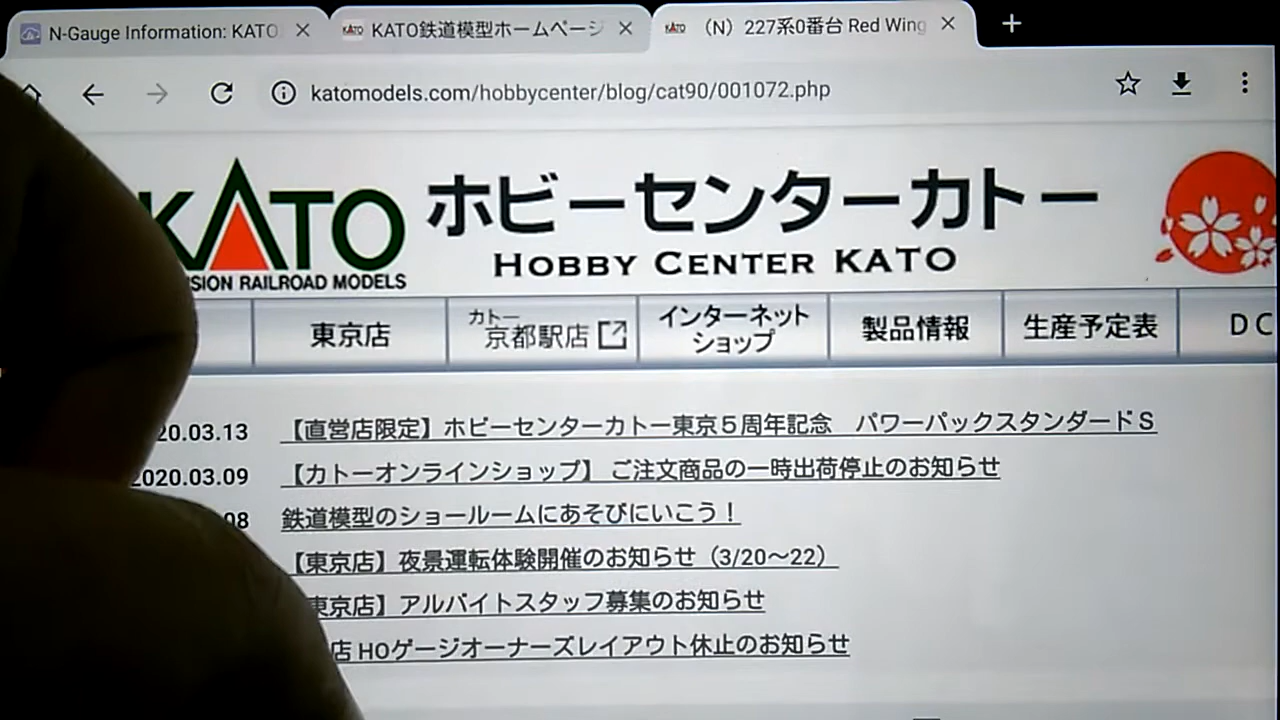 N-Gauge Information: KATO
KATO鉄道模型ホームページ
（N）227系0番台 Red Wing
katomodels.com/hobbycenter/blog/cat90/001072.php
KATO
ホビーセンターカトー
RAILROAD MODELS
HOBBY CENTER KATO
東京店
カトー
京都駅店
インターネット
ショップ
製品情報
生産予定表
DC
20.03.13 【直営店限定】ホビーセンターカトー東京５周年記念　パワーパックスタンダードＳ
2020.03.09 【カトーオンラインショップ】ご注文商品の一時出荷停止のお知らせ
08 鉄道模型のショールームにあそびにいこう！
【東京店】夜景運転体験開催のお知らせ（3/20～22）
東京店】アルバイトスタッフ募集のお知らせ
店 HOゲージオーナーズレイアウト休止のお知らせ